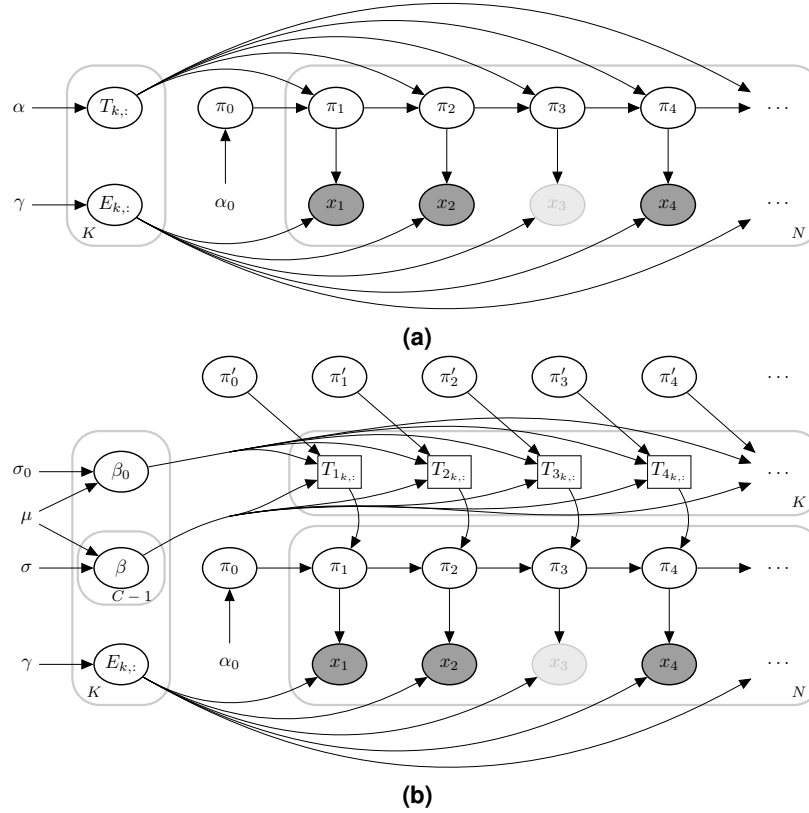 α T_{k,:} π_0 π_1 π_2 π_3 π_4 ···
γ E_{k,:} α_0 x_1 x_2 x_3 x_4 ···
K N
(a)
π′_0 π′_1 π′_2 π′_3 π′_4 ···
σ_0 β_0 T_{1_{k,:}} T_{2_{k,:}} T_{3_{k,:}} T_{4_{k,:}} ···
K
μ
σ β π_0 π_1 π_2 π_3 π_4 ···
C − 1
γ E_{k,:} α_0 x_1 x_2 x_3 x_4 ···
K N
(b)